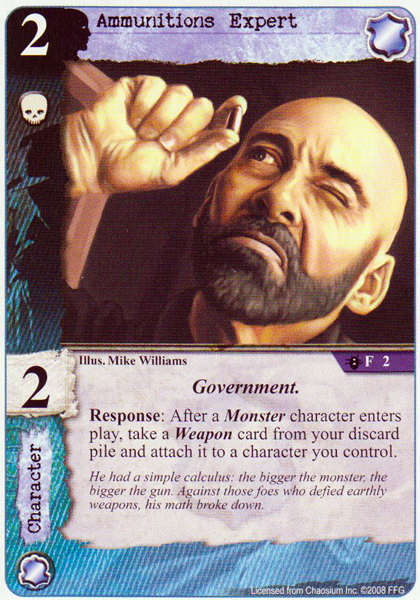 2
Ammunitions Expert
Illus. Mike Williams
F 2
2
Character
Government.
Response: After a Monster character enters
play, take a Weapon card from your discard
pile and attach it to a character you control.
He had a simple calculus: the bigger the monster, the
bigger the gun. Against those foes who defied earthly
weapons, his math broke down.
Licensed from Chaosium Inc. ©2008 FFG